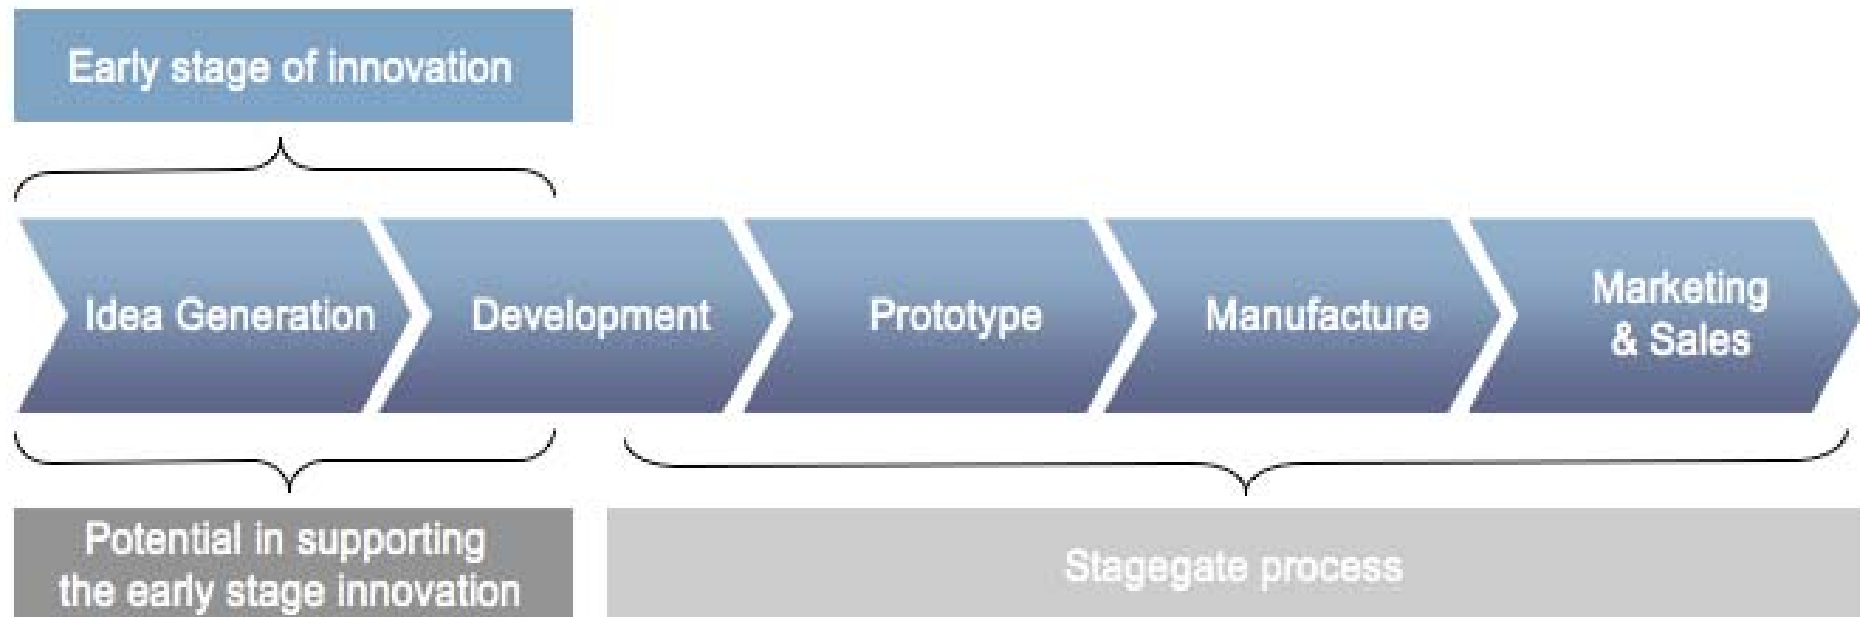 Early stage of innovation
Idea Generation
Development
Prototype
Manufacture
Marketing
& Sales
Potential in supporting
the early stage innovation
Stagegate process